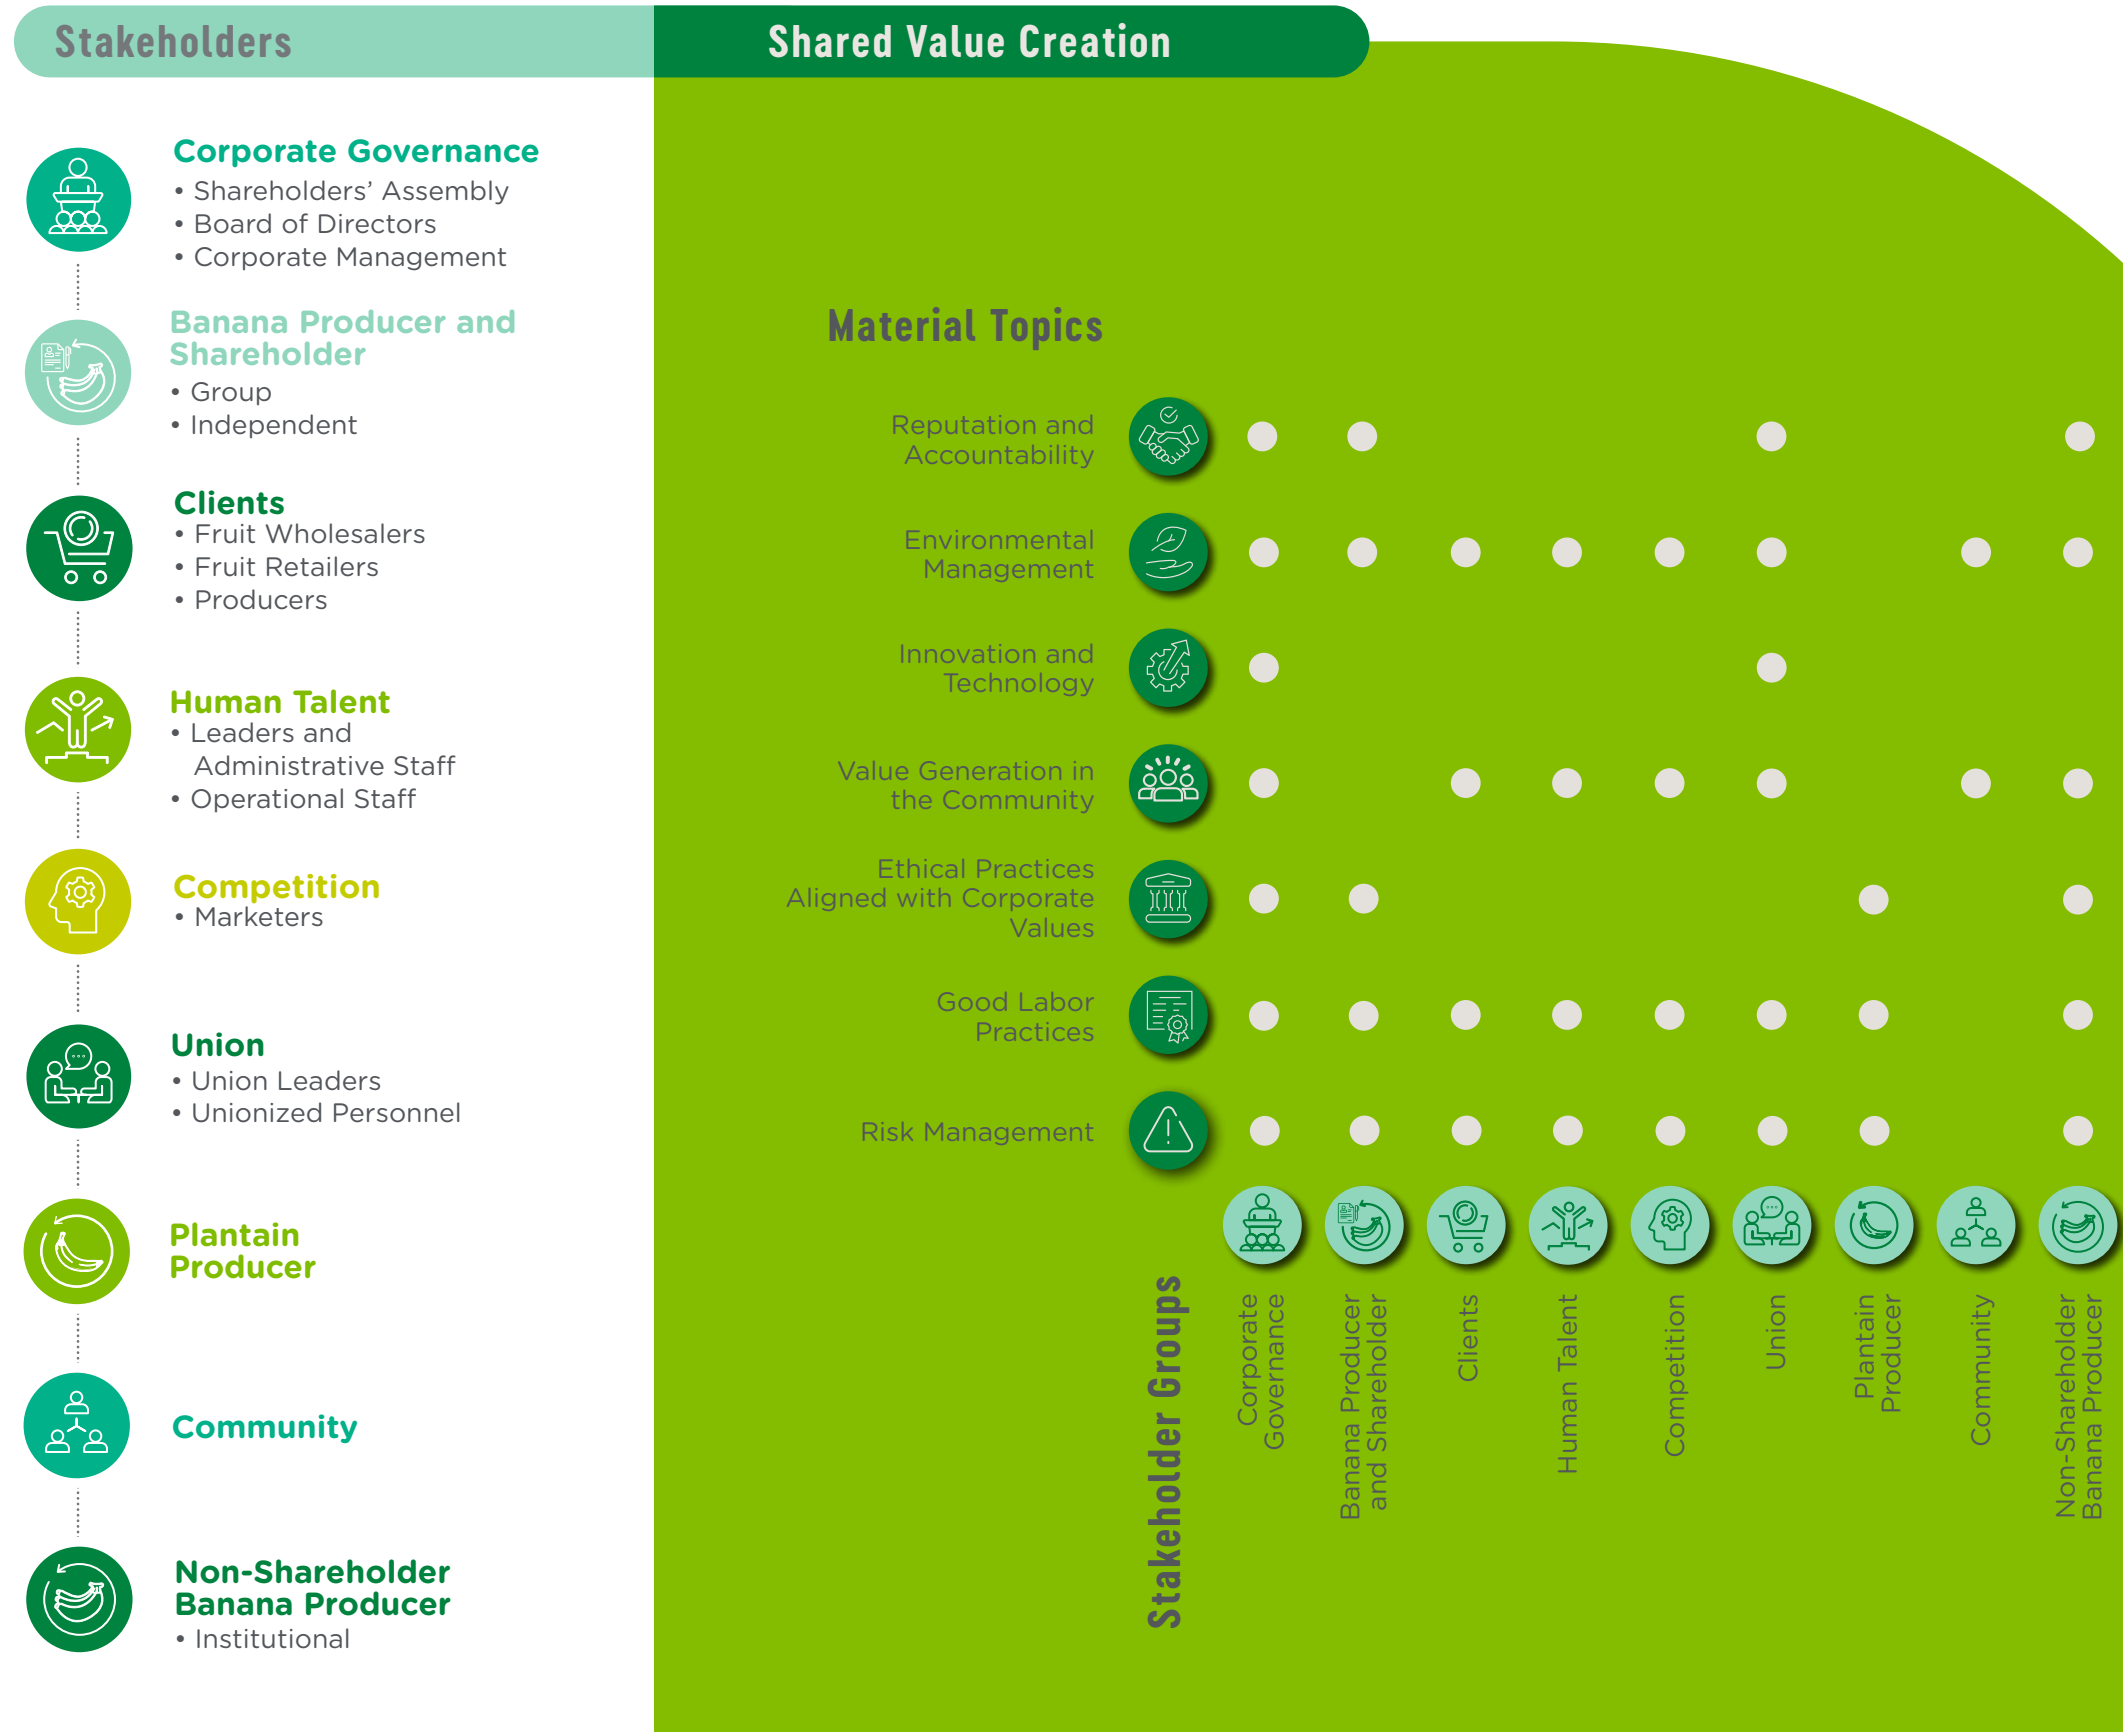 Stakeholders
Corporate Governance
• Shareholders’ Assembly
• Board of Directors
• Corporate Management
Banana Producer and
Shareholder
• Group
• Independent
Clients
• Fruit Wholesalers
• Fruit Retailers
• Producers
Human Talent
• Leaders and
Administrative Staff
• Operational Staff
Competition
• Marketers
Union
• Union Leaders
• Unionized Personnel
Plantain
Producer
Community
Non-Shareholder
Banana Producer
• Institutional
Shared Value Creation
Material Topics
Reputation and
Accountability
Environmental
Management
Innovation and
Technology
Value Generation in
the Community
Ethical Practices
Aligned with Corporate
Values
Good Labor
Practices
Risk Management
Stakeholder Groups
Corporate
Governance
Banana Producer
and Shareholder
Clients
Human Talent
Competition
Union
Plantain
Producer
Community
Non-Shareholder
Banana Producer